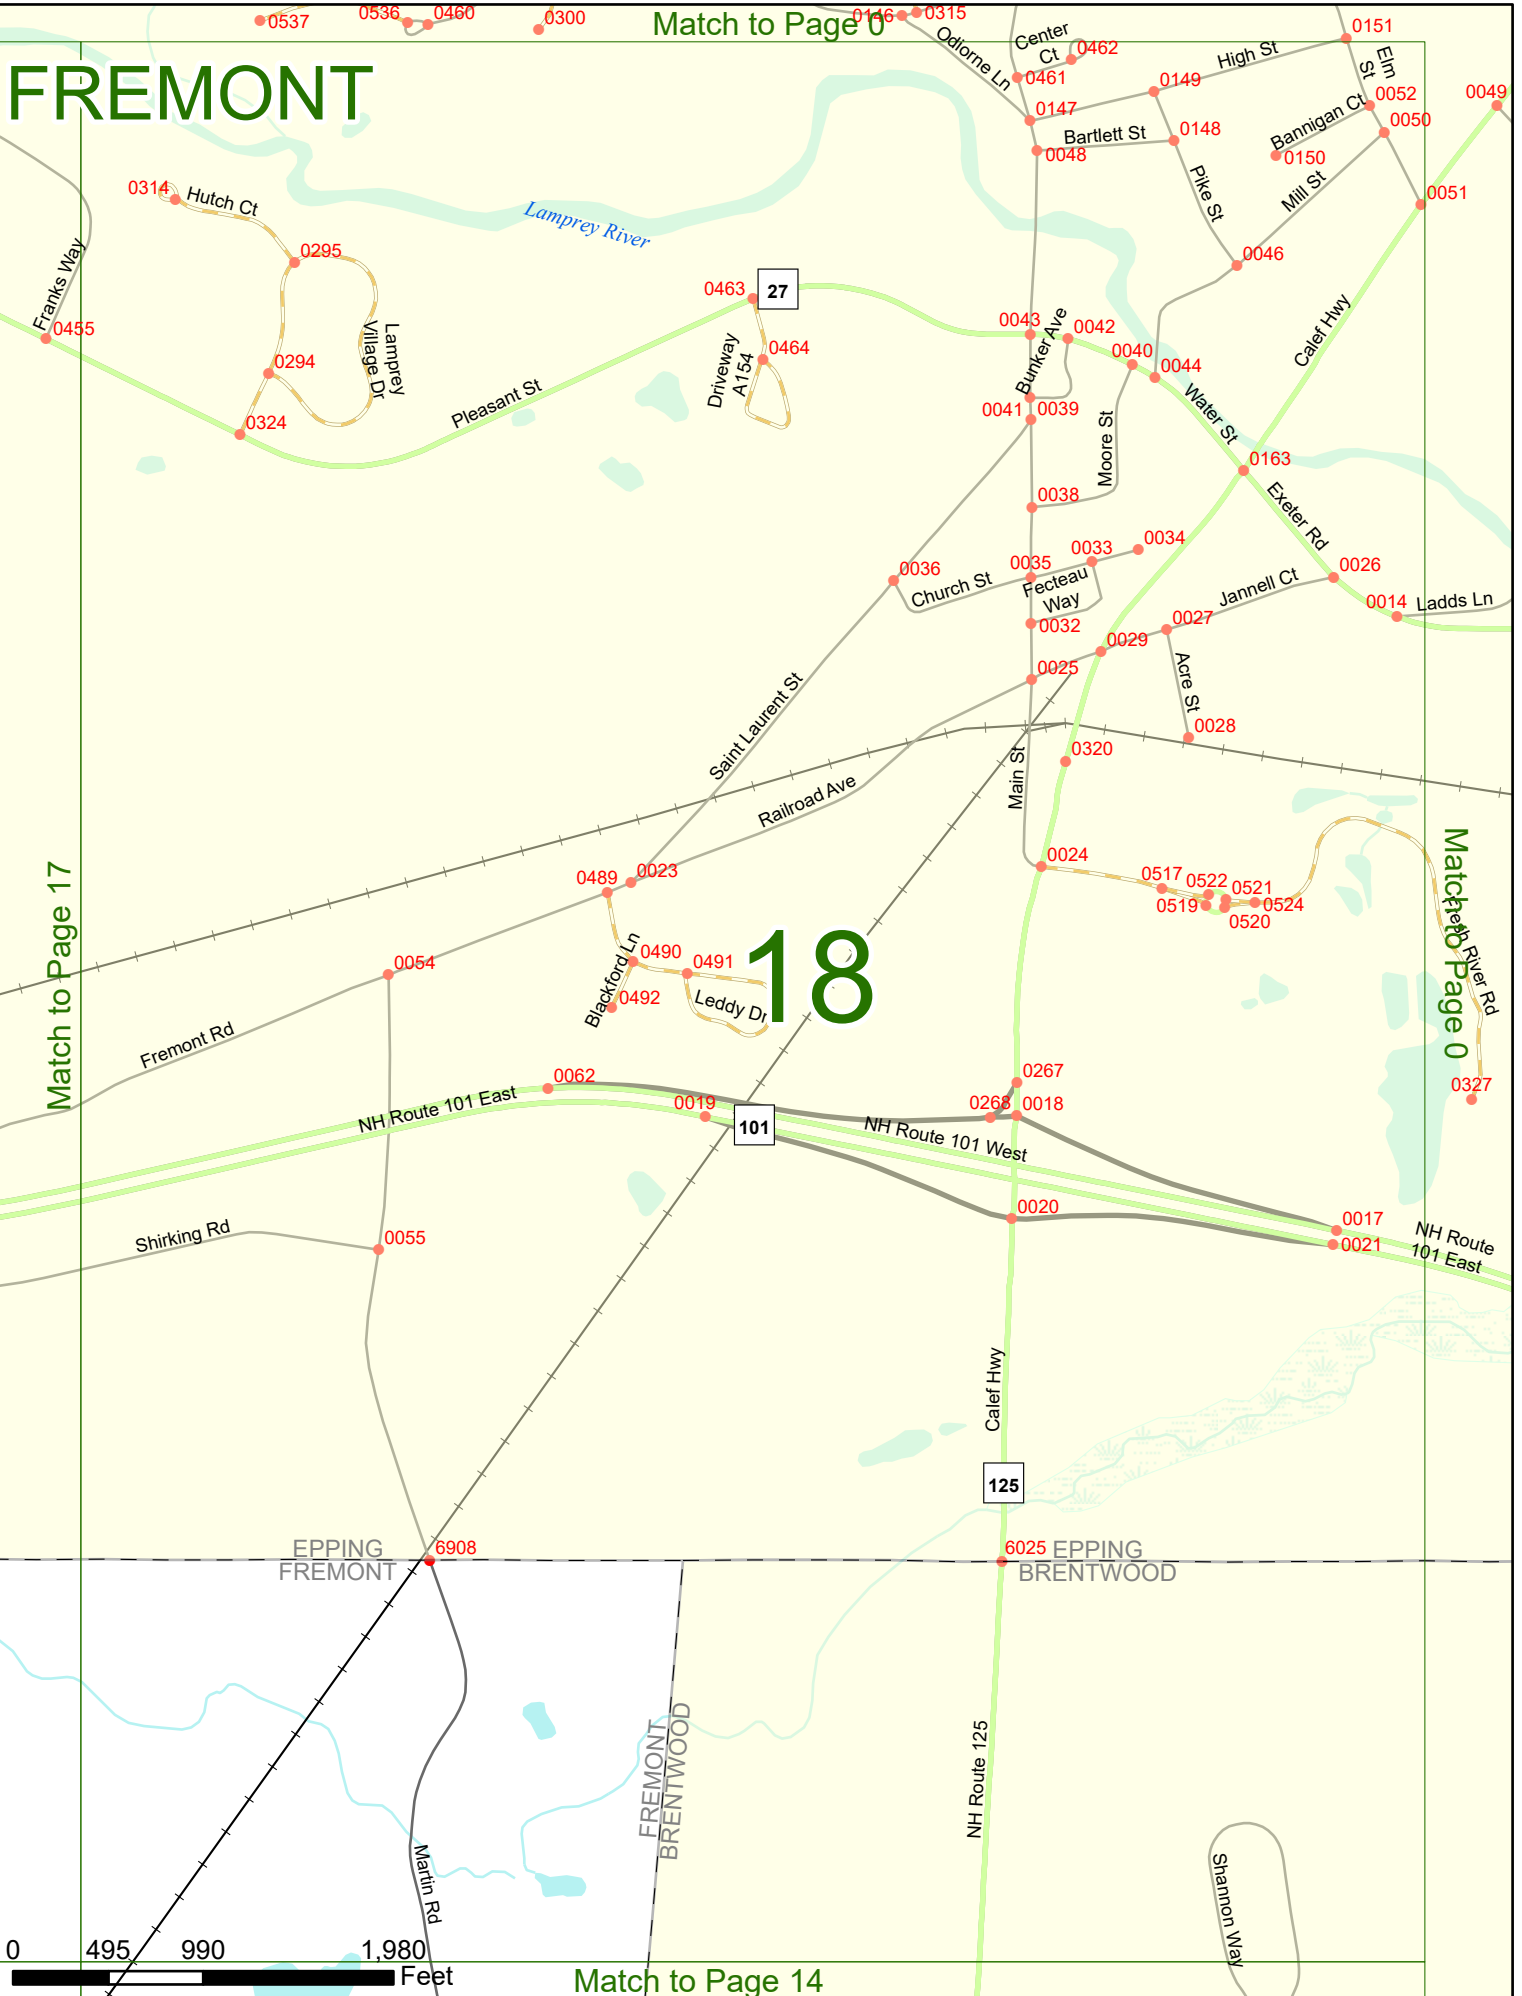 0537
0536
0460
0300
Match to Page 0
0146
0315
FREMONT
Odiorne Ln
Center
Ct
0462
0461
High St
0151
Elm
St
0149
0147
0052
0049
Bartlett St
0148
Bannigan Ct
0050
0048
0150
0314
Hutch Ct
Pike St
Mill St
0051
Lamprey River
0295
0046
Franks Way
0463
27
0455
0043
0042
Bunker Ave
Calef Hwy
Lamprey
Village Dr
0294
Driveway
A154
0464
0040
0044
Pleasant St
Water St
0324
0041
0039
Moore St
0163
0038
Exeter Rd
0036
Church St
0035
0033
0034
Fecteau
Way
0026
Jannell Ct
0014
Ladds Ln
0032
0027
0029
0025
Acre St
Saint Laurent St
0028
0320
Main St
Railroad Ave
0024
0489
0023
0517
0522
0521
0519
0520
0524
Match to Page 17
Match to Page 0
Fresh River Rd
18
Blackford Ln
0490
0491
0492
Leddy Dr
0054
Fremont Rd
0062
0267
0327
NH Route 101 East
0019
101
0268
0018
NH Route 101 West
0020
0017
0021
NH Route
101 East
Shirking Rd
0055
Calef Hwy
125
EPPING
FREMONT
6908
6025
EPPING
BRENTWOOD
FREMONT
BRENTWOOD
NH Route 125
Martin Rd
Shannon Way
0 495 990 1,980
Feet
Match to Page 14